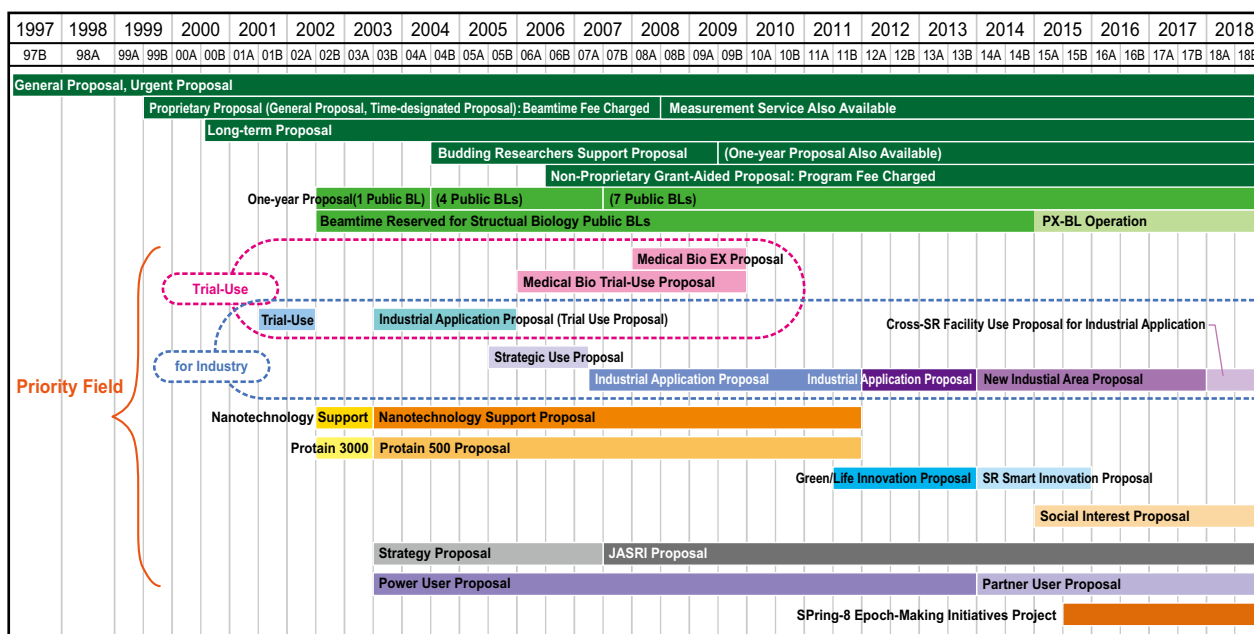 1997 1998 1999 2000 2001 2002 2003 2004 2005 2006 2007 2008 2009 2010 2011 2012 2013 2014 2015 2016 2017 2018
97B 98A 99A 99B 00A 00B 01A 01B 02A 02B 03A 03B 04A 04B 05A 05B 06A 06B 07A 07B 08A 08B 09A 09B 10A 10B 11A 11B 12A 12B 13A 13B 14A 14B 15A 15B 16A 16B 17A 17B 18A 18B
General Proposal, Urgent Proposal
Proprietary Proposal (General Proposal, Time-designated Proposal): Beamtime Fee Charged Measurement Service Also Available
Long-term Proposal
Budding Researchers Support Proposal (One-year Proposal Also Available)
Non-Proprietary Grant-Aided Proposal: Program Fee Charged
One-year Proposal(1 Public BL) (4 Public BLs) (7 Public BLs)
Beamtime Reserved for Structual Biology Public BLs PX-BL Operation
Medical Bio EX Proposal
Trial-Use Medical Bio Trial-Use Proposal
Trial-Use Industrial Application Proposal (Trial Use Proposal) Cross-SR Facility Use Proposal for Industrial Application
for Industry Strategic Use Proposal
Priority Field Industrial Application Proposal Industrial Application Proposal New Industial Area Proposal
Nanotechnology Support Nanotechnology Support Proposal
Protain 3000 Protain 500 Proposal
Green/Life Innovation Proposal SR Smart Innovation Proposal
Social Interest Proposal
Strategy Proposal JASRI Proposal
Power User Proposal Partner User Proposal
SPring-8 Epoch-Making Initiatives Project